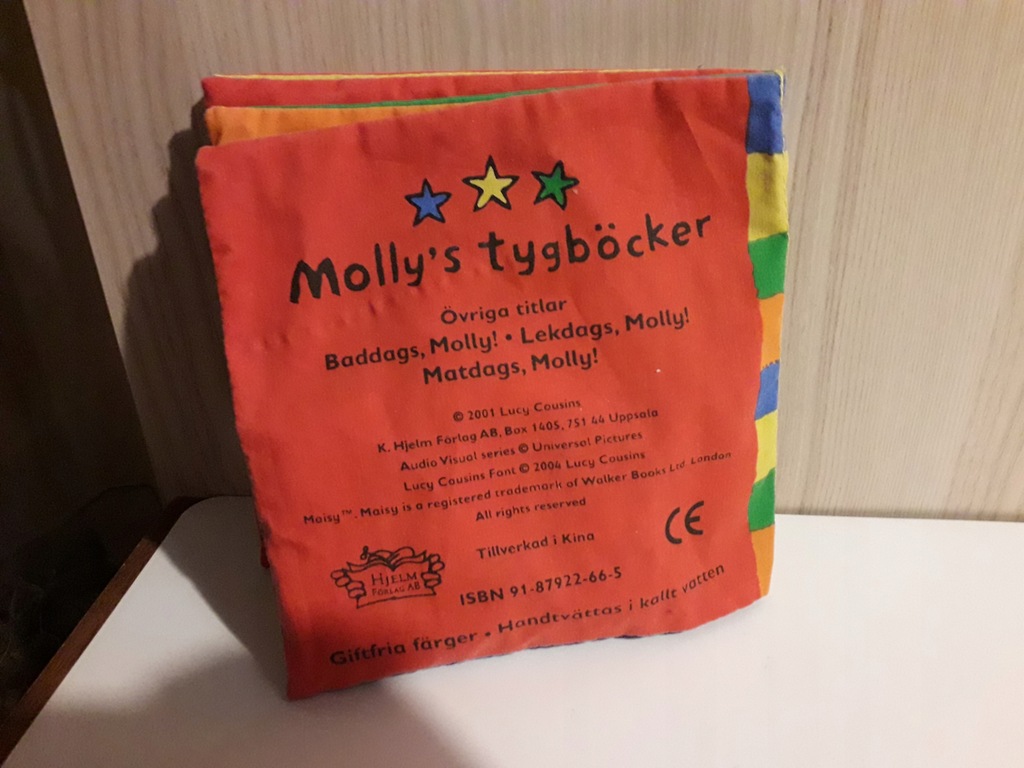 Molly's tygböcker
Övriga titlar
Baddags, Molly! • Lekdags, Molly!
Matdags, Molly!
© 2001 Lucy Cousins
K. Hjelm Förlag AB, Box 1405, 751 44 Uppsala
Audio Visual series © Universal Pictures
Lucy Cousins Font © 2004 Lucy Cousins
Maisy™. Maisy is a registered trademark of Walker Books Ltd London
All rights reserved
CE
Tillverkad i Kina
HJELM
FÖRLAG AB
ISBN 91-87922-66-5
Giftfria färger • Handtvättas i kallt vatten